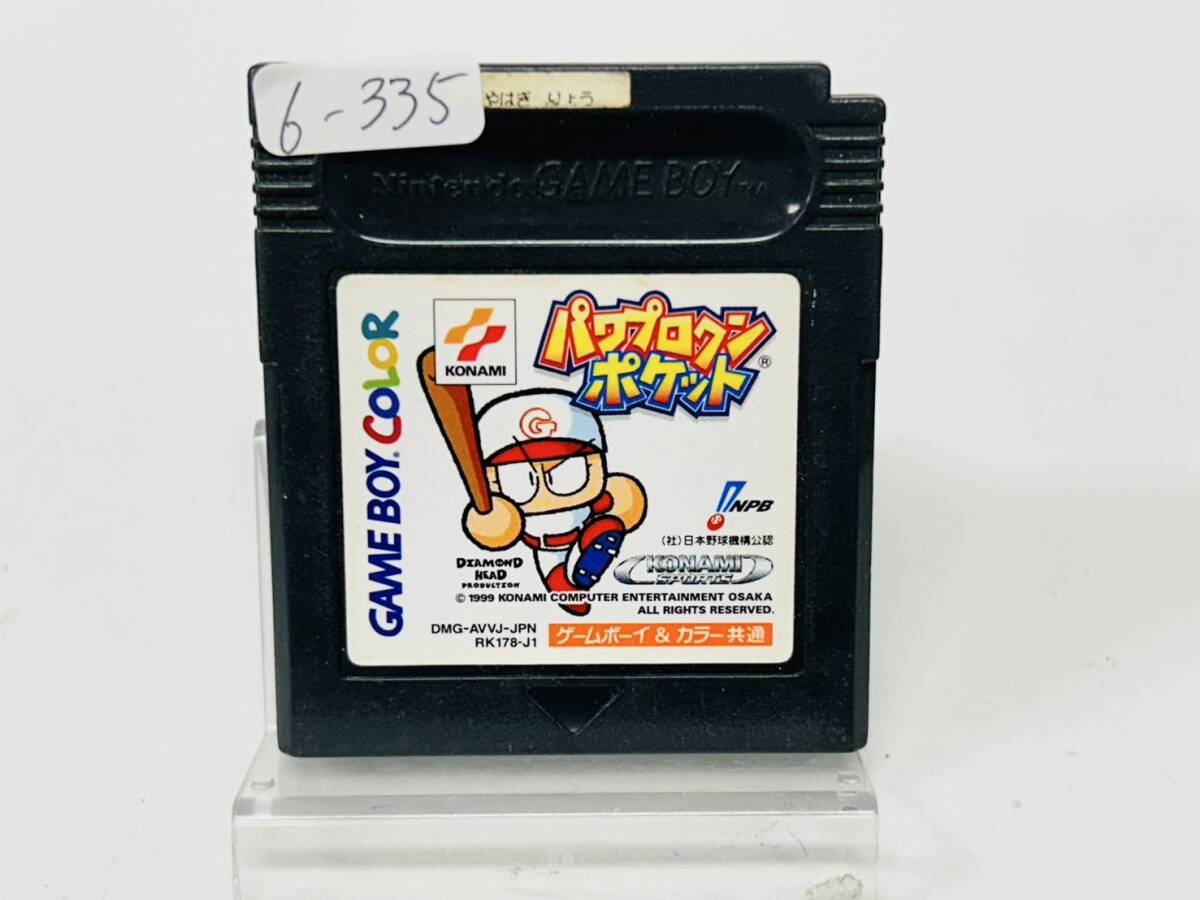 6-335
やはぎ りょう
Nintendo GAME BOY TM
GAME BOY COLOR
KONAMI
パワプロクン
ポケット®
G
NPB
(社)日本野球機構公認
KONAMI
SPORTS
DIAMOND
HEAD
PRODUCTION
© 1999 KONAMI COMPUTER ENTERTAINMENT OSAKA
ALL RIGHTS RESERVED.
DMG-AVVJ-JPN
RK178-J1
ゲームボーイ & カラー共通